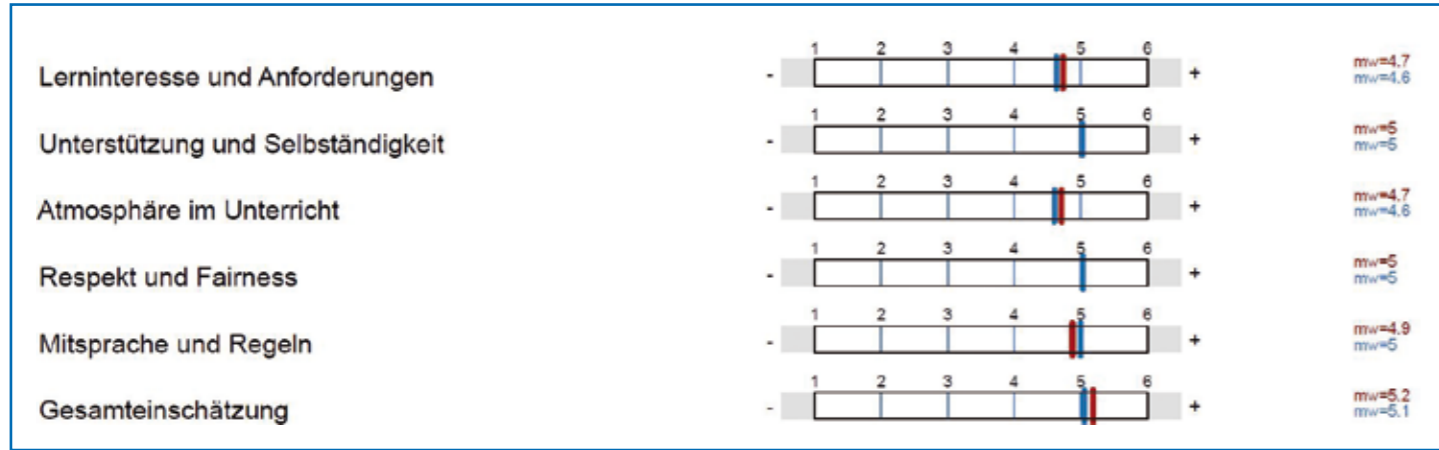 1 2 3 4 5 6
Lerninteresse und Anforderungen - + mw=4.7
mw=4.6
1 2 3 4 5 6
Unterstützung und Selbständigkeit - + mw=5
mw=5
1 2 3 4 5 6
Atmosphäre im Unterricht - + mw=4.7
mw=4.6
1 2 3 4 5 6
Respekt und Fairness - + mw=5
mw=5
1 2 3 4 5 6
Mitsprache und Regeln - + mw=4.9
mw=5
1 2 3 4 5 6
Gesamteinschätzung - + mw=5.2
mw=5.1